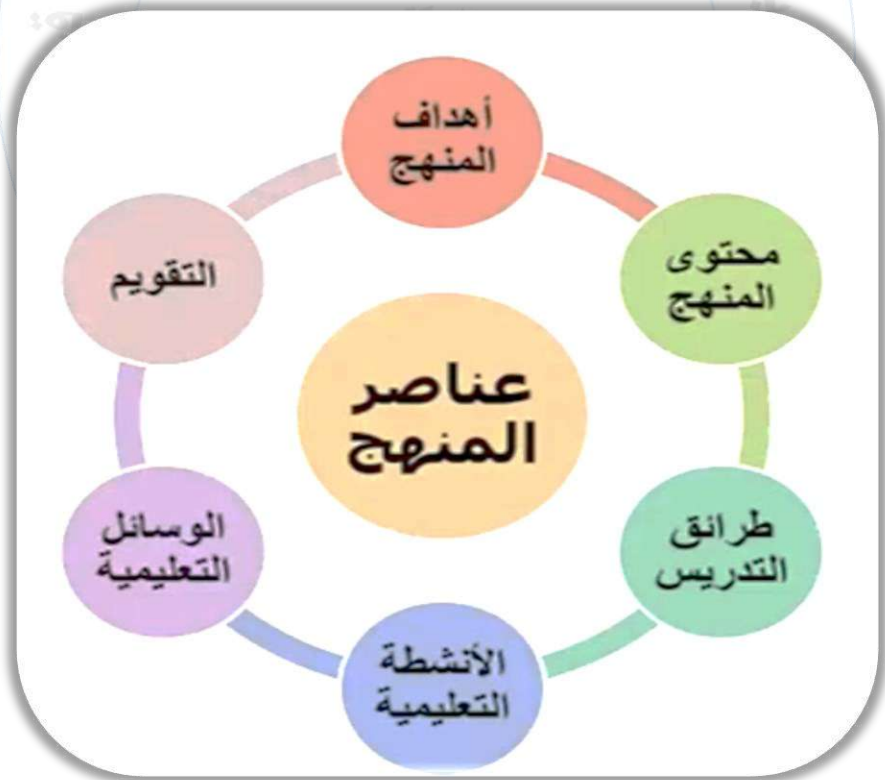 أهداف
المنهج
محتوى
المنهج
طرائق
التدريس
الأنشطة
التعليمية
الوسائل
التعليمية
التقويم
عناصر
المنهج